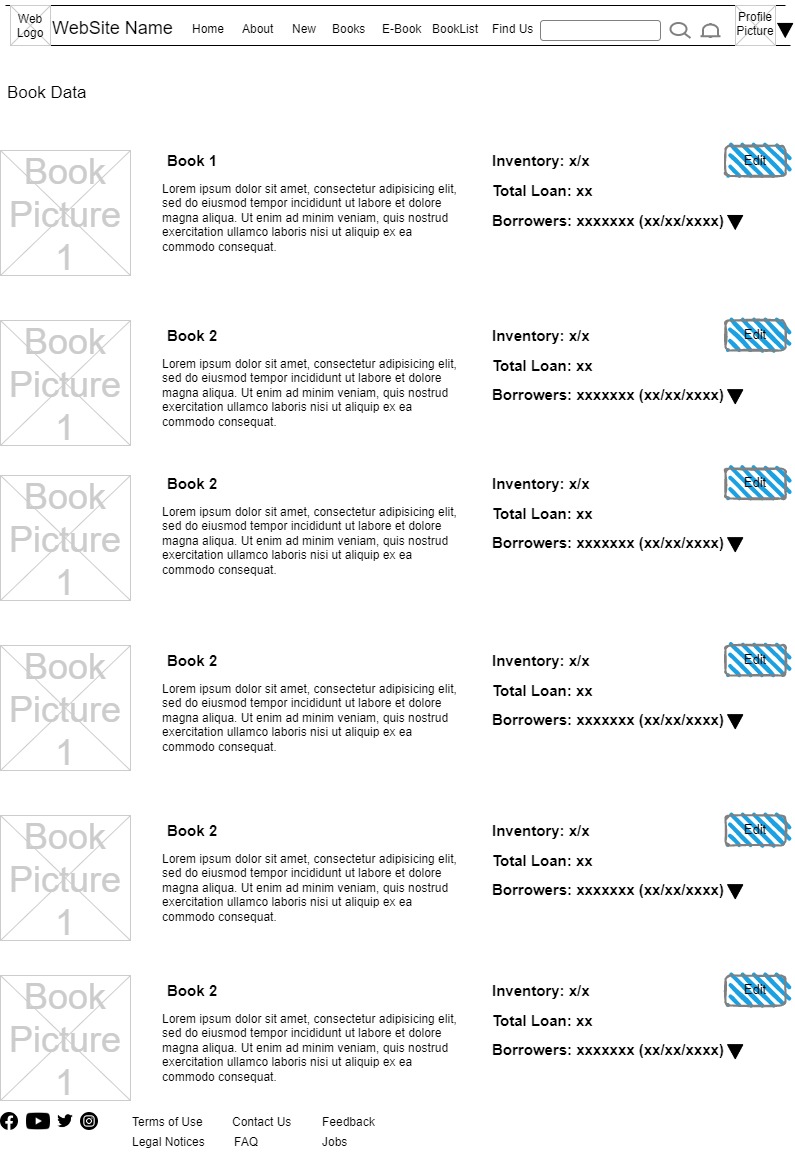 Web Logo WebSite Name Home About New Books E-Book BookList Find Us Profile Picture
Book Data
Book Picture 1
Book 1
Lorem ipsum dolor sit amet, consectetur adipisicing elit,
sed do eiusmod tempor incididunt ut labore et dolore
magna aliqua. Ut enim ad minim veniam, quis nostrud
exercitation ullamco laboris nisi ut aliquip ex ea
commodo consequat.
Inventory: x/x
Total Loan: xx
Borrowers: xxxxxxx (xx/xx/xxxx)
Edit
Book Picture 1
Book 2
Lorem ipsum dolor sit amet, consectetur adipisicing elit,
sed do eiusmod tempor incididunt ut labore et dolore
magna aliqua. Ut enim ad minim veniam, quis nostrud
exercitation ullamco laboris nisi ut aliquip ex ea
commodo consequat.
Inventory: x/x
Total Loan: xx
Borrowers: xxxxxxx (xx/xx/xxxx)
Edit
Book Picture 1
Book 2
Lorem ipsum dolor sit amet, consectetur adipisicing elit,
sed do eiusmod tempor incididunt ut labore et dolore
magna aliqua. Ut enim ad minim veniam, quis nostrud
exercitation ullamco laboris nisi ut aliquip ex ea
commodo consequat.
Inventory: x/x
Total Loan: xx
Borrowers: xxxxxxx (xx/xx/xxxx)
Edit
Book Picture 1
Book 2
Lorem ipsum dolor sit amet, consectetur adipisicing elit,
sed do eiusmod tempor incididunt ut labore et dolore
magna aliqua. Ut enim ad minim veniam, quis nostrud
exercitation ullamco laboris nisi ut aliquip ex ea
commodo consequat.
Inventory: x/x
Total Loan: xx
Borrowers: xxxxxxx (xx/xx/xxxx)
Edit
Book Picture 1
Book 2
Lorem ipsum dolor sit amet, consectetur adipisicing elit,
sed do eiusmod tempor incididunt ut labore et dolore
magna aliqua. Ut enim ad minim veniam, quis nostrud
exercitation ullamco laboris nisi ut aliquip ex ea
commodo consequat.
Inventory: x/x
Total Loan: xx
Borrowers: xxxxxxx (xx/xx/xxxx)
Edit
Book Picture 1
Book 2
Lorem ipsum dolor sit amet, consectetur adipisicing elit,
sed do eiusmod tempor incididunt ut labore et dolore
magna aliqua. Ut enim ad minim veniam, quis nostrud
exercitation ullamco laboris nisi ut aliquip ex ea
commodo consequat.
Inventory: x/x
Total Loan: xx
Borrowers: xxxxxxx (xx/xx/xxxx)
Edit
Terms of Use Contact Us Feedback
Legal Notices FAQ Jobs